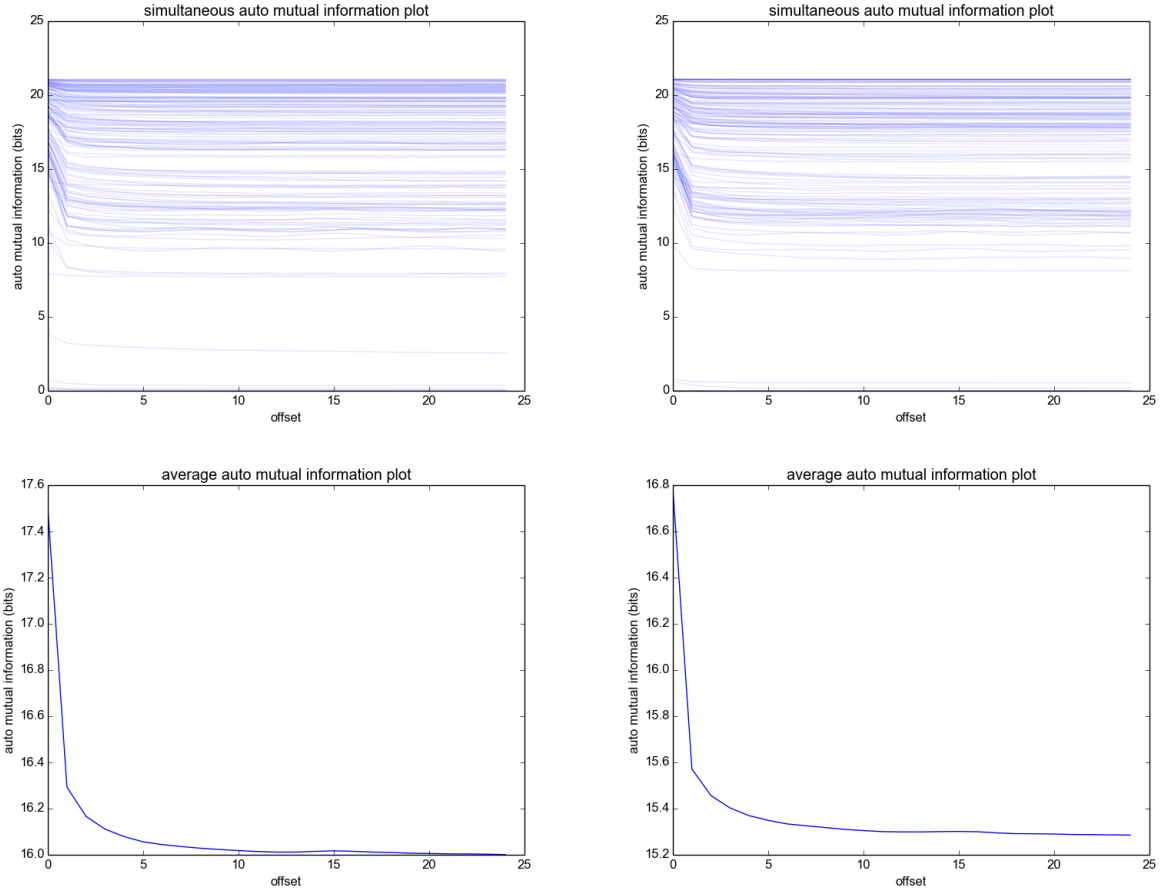 simultaneous auto mutual information plot
25
20
15
10
5
0
0 5 10 15 20 25
auto mutual information (bits)
offset
simultaneous auto mutual information plot
25
20
15
10
5
0
0 5 10 15 20 25
auto mutual information (bits)
offset
average auto mutual information plot
17.6
17.4
17.2
17.0
16.8
16.6
16.4
16.2
16.0
0 5 10 15 20 25
auto mutual information (bits)
offset
average auto mutual information plot
16.8
16.6
16.4
16.2
16.0
15.8
15.6
15.4
15.2
0 5 10 15 20 25
auto mutual information (bits)
offset